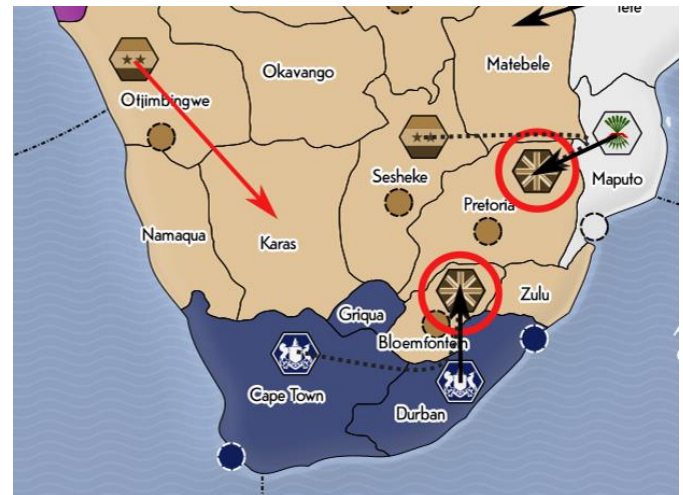 Tete
Matebele
Okavango
Otjimbingwe
Sesheke
Maputo
Pretoria
Namaqua
Karas
Zulu
Griqua
Bloemfontein
Cape Town
Durban